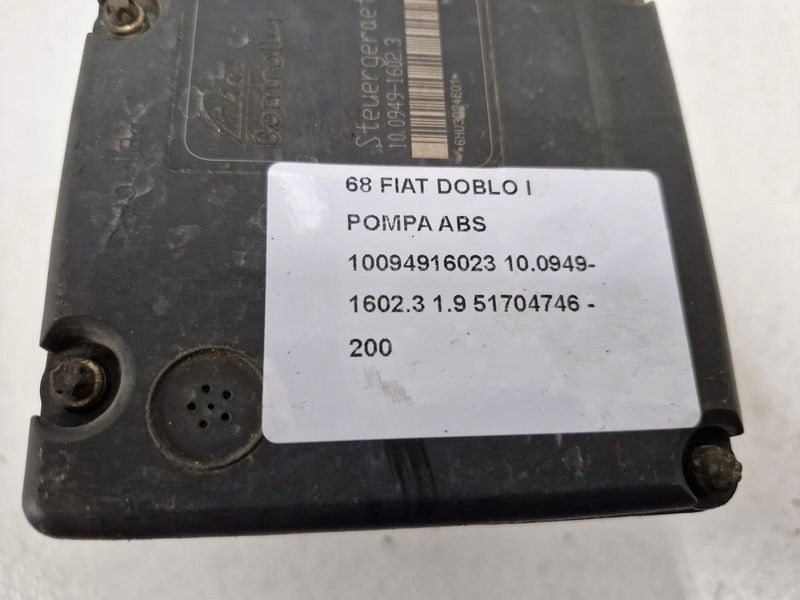 Ate
Controller
Steuergeraet
10.0949-1602.3
68 FIAT DOBLO I
POMPA ABS
10094916023 10.0949-
1602.3 1.9 51704746 -
200